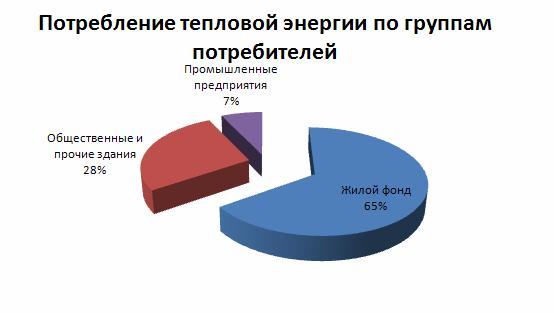 Потребление тепловой энергии по группам
потребителей
Промышленные
предприятия
7%
Общественные и
прочие здания
28%
Жилой фонд
65%